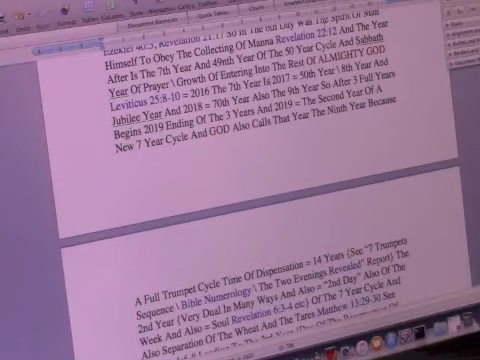 Document Elements Quick Tables Charts SmartArt
Ezekiel 40:5, Revelation 21:17 So In The 6th Day Was The Spirit Of Man
Himself To Obey The Collecting Of Manna Revelation 22:12 And The Year
After Is The 7th Year And 49nth Year Of The 50 Year Cycle And Sabbath
Year Of Prayer \ Growth Of Entering Into The Rest Of ALMIGHTY GOD
Leviticus 25:8-10 = 2016 The 7th Year Is 2017 = 50th Year \ 8th Year And
Jubilee Year And 2018 = 70th Year Also The 9th Year So After 3 Full Years
Begins 2019 Ending Of The 3 Years And 2019 = The Second Year Of A
New 7 Year Cycle And GOD Also Calls That Year The Ninth Year Because
A Full Trumpet Cycle Time Of Dispensation = 14 Years {See "7 Trumpets
Sequence \ Bible Numerology \ The Two Evenings Revealed" Report} The
2nd Year {Very Dual In Many Ways And Also = "2nd Day" Also Of The
Week And Also = Soul Revelation 6:3-4 etc} Of The 7 Year Cycle And
Also Separation Of The Wheat And The Tares Matthew 13:29-30 See